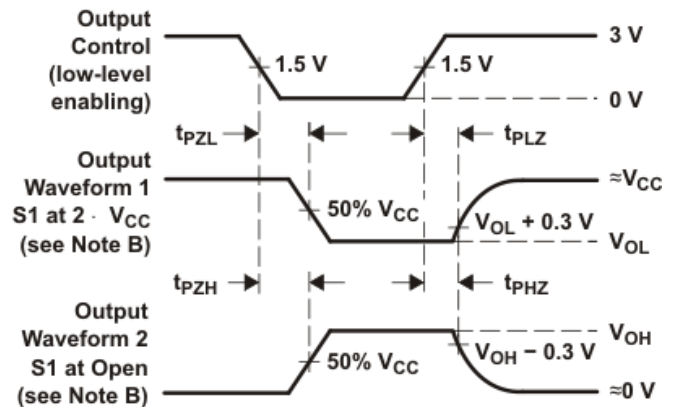 Output
Control
(low-level
enabling)
1.5 V
1.5 V
3 V
0 V
tPZL
tPLZ
Output
Waveform 1
S1 at 2 · VCC
(see Note B)
50% VCC
VOL + 0.3 V
≈VCC
VOL
tPZH
tPHZ
Output
Waveform 2
S1 at Open
(see Note B)
50% VCC
VOH − 0.3 V
VOH
≈0 V